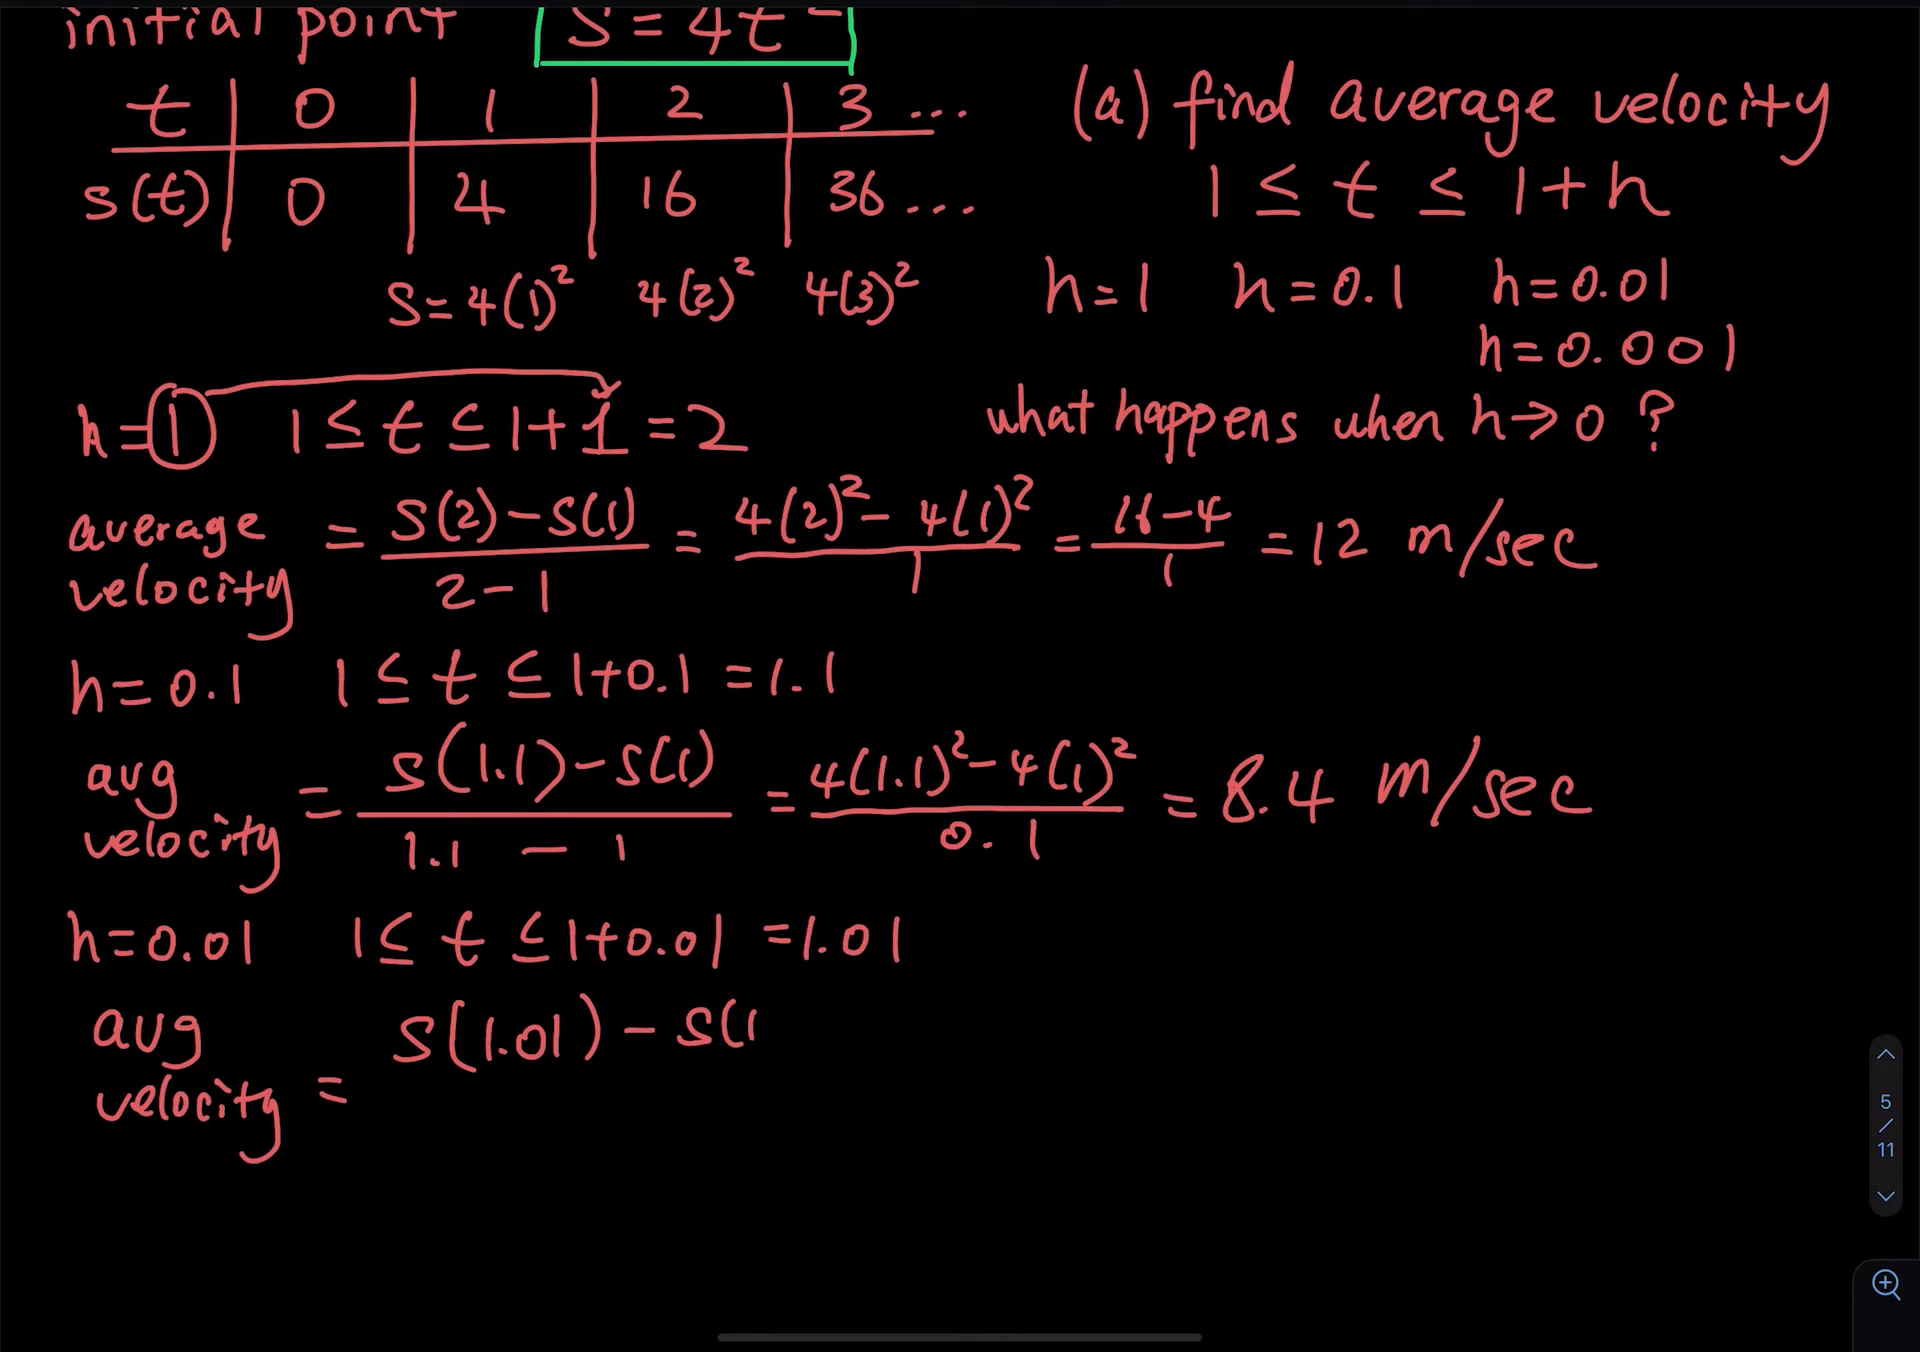 initial point S = 4t²
t 0 1 2 3 ...
s(t) 0 4 16 36 ...
S = 4(1)² 4(2)² 4(3)²
(a) find average velocity
1 ≤ t ≤ 1+h
h=1 h=0.1 h=0.01
h=0.001
what happens when h→0 ?
h=1 1 ≤ t ≤ 1+1 = 2
average velocity = S(2)-S(1) / 2-1 = 4(2)² - 4(1)² / 1 = 16-4 / 1 = 12 m/sec
h=0.1 1 ≤ t ≤ 1+0.1 = 1.1
avg velocity = s(1.1)-s(1) / 1.1 - 1 = 4(1.1)² - 4(1)² / 0.1 = 8.4 m/sec
h=0.01 1 ≤ t ≤ 1+0.01 = 1.01
avg velocity = S(1.01) - S(1
5
/
11